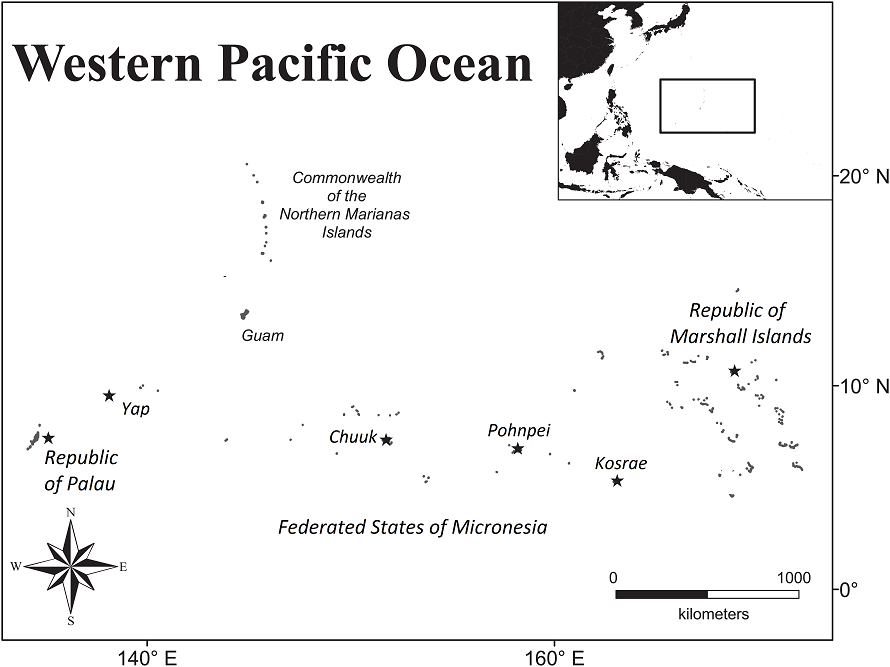 Western Pacific Ocean
20° N
Commonwealth
of the
Northern Marianas
Islands
Republic of
Marshall Islands
Guam
10° N
Yap
Chuuk
Pohnpei
Republic
of Palau
Kosrae
Federated States of Micronesia
N
W
E
S
0
1000
kilometers
0°
140° E
160° E